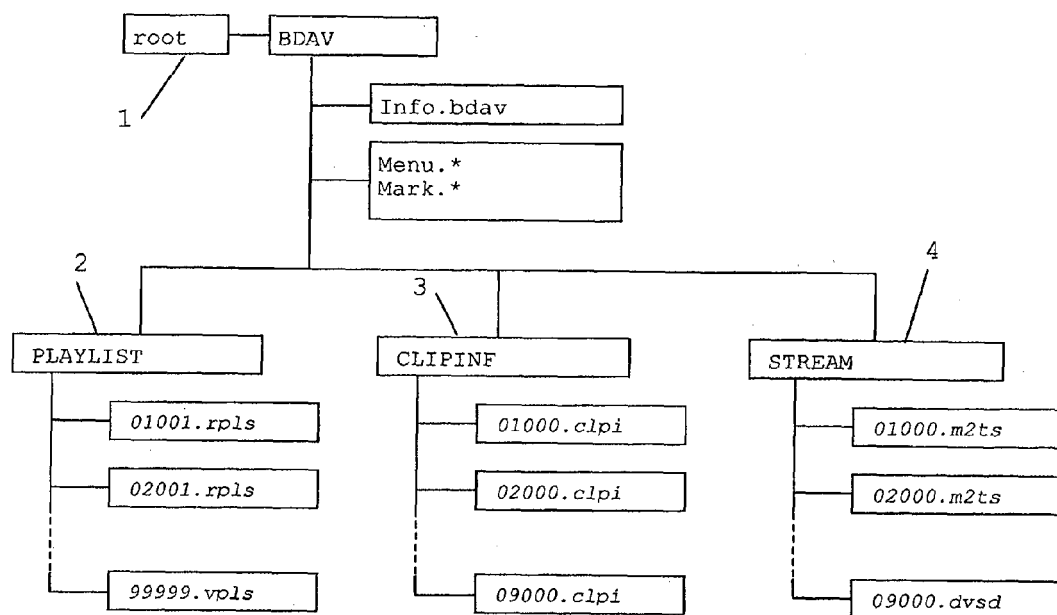 root
BDAV
1
Info.bdav
Menu.*
Mark.*
2
3
4
PLAYLIST
CLIPINF
STREAM
01001.rpls
01000.clpi
01000.m2ts
02001.rpls
02000.clpi
02000.m2ts
99999.vpls
09000.clpi
09000.dvsd